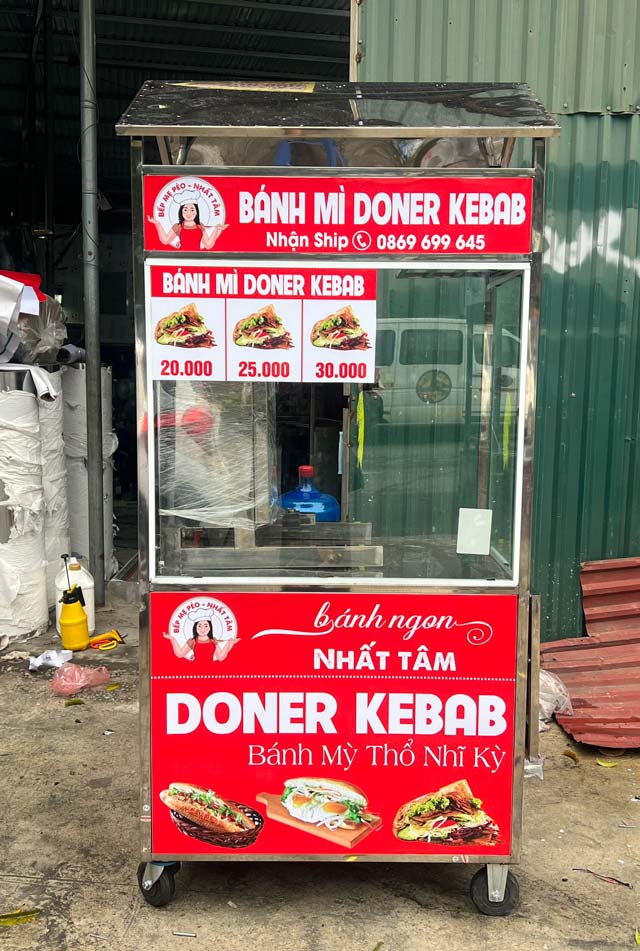 BẾP MẸ PÉO - NHẤT TÂM
BÁNH MÌ DONER KEBAB
Nhận Ship 0869 699 645
BÁNH MÌ DONER KEBAB
20.000 25.000 30.000
BẾP MẸ PÉO - NHẤT TÂM
bánh ngon
NHẤT TÂM
DONER KEBAB
Bánh Mỳ Thổ Nhĩ Kỳ